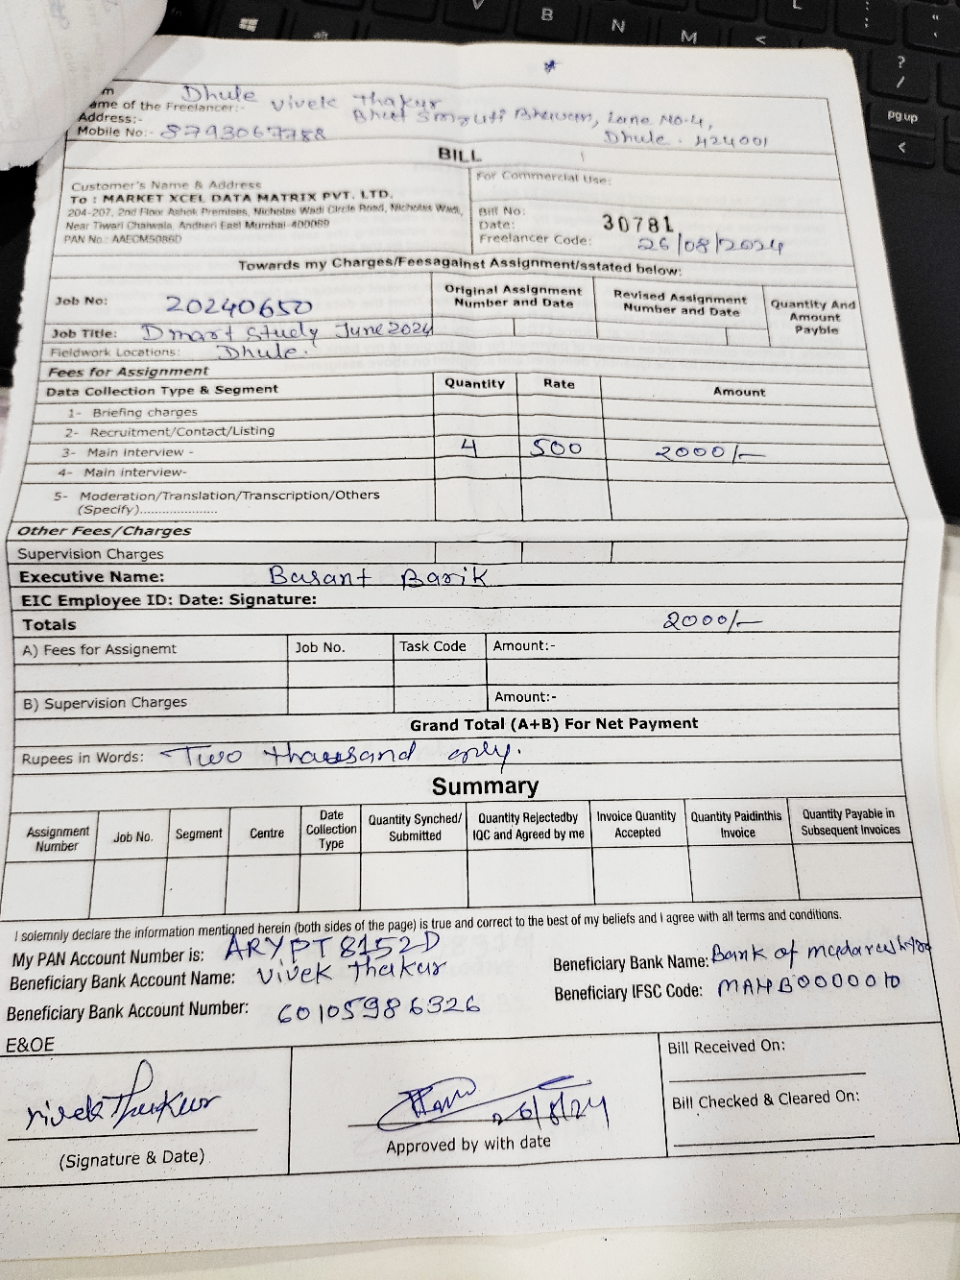 Dhule
ame of the Freelancer:- Vivek Thakur
Address:- Bhut Smruti Bhavan, Lane No.4,
Mobile No:- 8793067788 Dhule. 424001
BILL
Customer's Name & Address
To : MARKET XCEL DATA MATRIX PVT. LTD.
204-207, 2nd Floor Ashok Premises, Nicholas Wadi Circle Road, Nicholas Wadi,
Near Tiwari Chaiwala, Andheri East Mumbai-400069
PAN No: AAECM5086D
For Commercial Use:
Bill No: 30781
Date: 26/08/2024
Freelancer Code:
Towards my Charges/Feesagainst Assignment/sstated below:
Job No: 20240650
Original Assignment Number and Date
Revised Assignment Number and Date
Quantity And Amount Payble
Job Title: Dmart Study June 2024
Fieldwork Locations: Dhule.
Fees for Assignment
Data Collection Type & Segment Quantity Rate Amount
1- Briefing charges
2- Recruitment/Contact/Listing
3- Main interview - 4 500 2000/-
4- Main interview-
5- Moderation/Translation/Transcription/Others
(Specify)......................
Other Fees/Charges
Supervision Charges
Executive Name: Basant Barik
EIC Employee ID: Date: Signature:
Totals 2000/-
A) Fees for Assignemt Job No. Task Code Amount:-
B) Supervision Charges Amount:-
Grand Total (A+B) For Net Payment
Rupees in Words: Two thousand only.
Summary
Assignment Number
Job No.
Segment
Centre
Date Collection Type
Quantity Synched/ Submitted
Quantity Rejectedby IQC and Agreed by me
Invoice Quantity Accepted
Quantity Paidinthis Invoice
Quantity Payable in Subsequent Invoices
I solemnly declare the information mentioned herein (both sides of the page) is true and correct to the best of my beliefs and I agree with all terms and conditions.
My PAN Account Number is: ARYPT8152D
Beneficiary Bank Account Name: Vivek Thakur
Beneficiary Bank Account Number: 60105986326
Beneficiary Bank Name: Bank of
Beneficiary IFSC Code: MAHB0000010
E&OE
Vivek Thakur
(Signature & Date)
26/8/24
Approved by with date
Bill Received On:
Bill Checked & Cleared On:
V
B
N
M
<
L
?
/
pg up
<